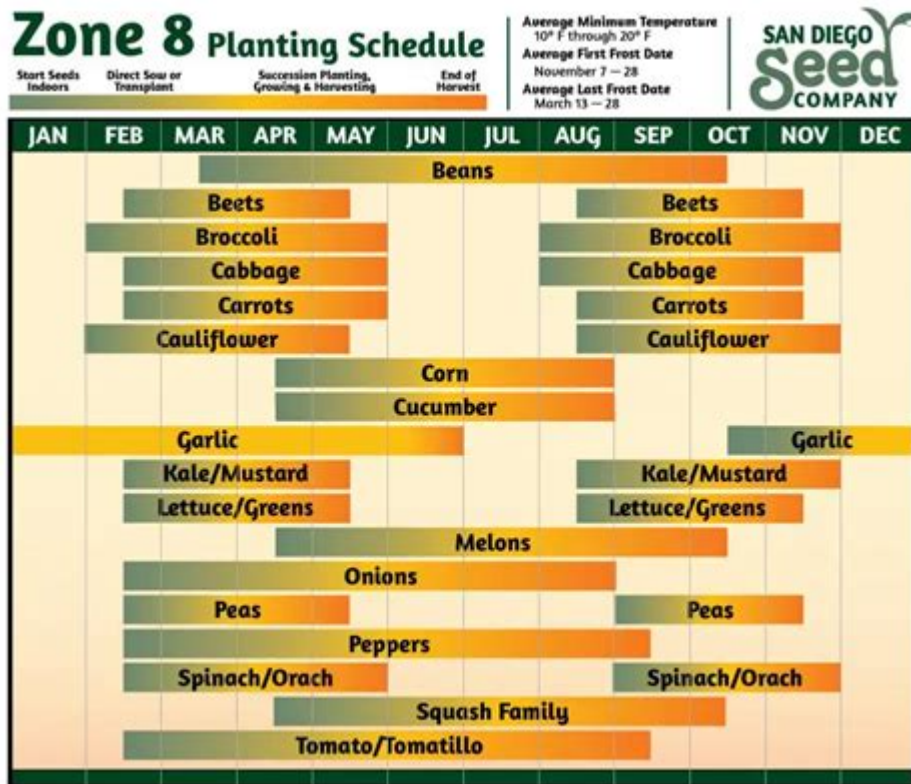 Zone 8 Planting Schedule
Start Seeds
Indoors
Direct Sow or
Transplant
Succession Planting,
Growing & Harvesting
End of
Harvest
Average Minimum Temperature
10° F through 20° F
Average First Frost Date
November 7 — 28
Average Last Frost Date
March 13 — 28
SAN DIEGO
Seed
COMPANY
JAN FEB MAR APR MAY JUN JUL AUG SEP OCT NOV DEC
Beans
Beets Beets
Broccoli Broccoli
Cabbage Cabbage
Carrots Carrots
Cauliflower Cauliflower
Corn
Cucumber
Garlic Garlic
Kale/Mustard Kale/Mustard
Lettuce/Greens Lettuce/Greens
Melons
Onions
Peas Peas
Peppers
Spinach/Orach Spinach/Orach
Squash Family
Tomato/Tomatillo